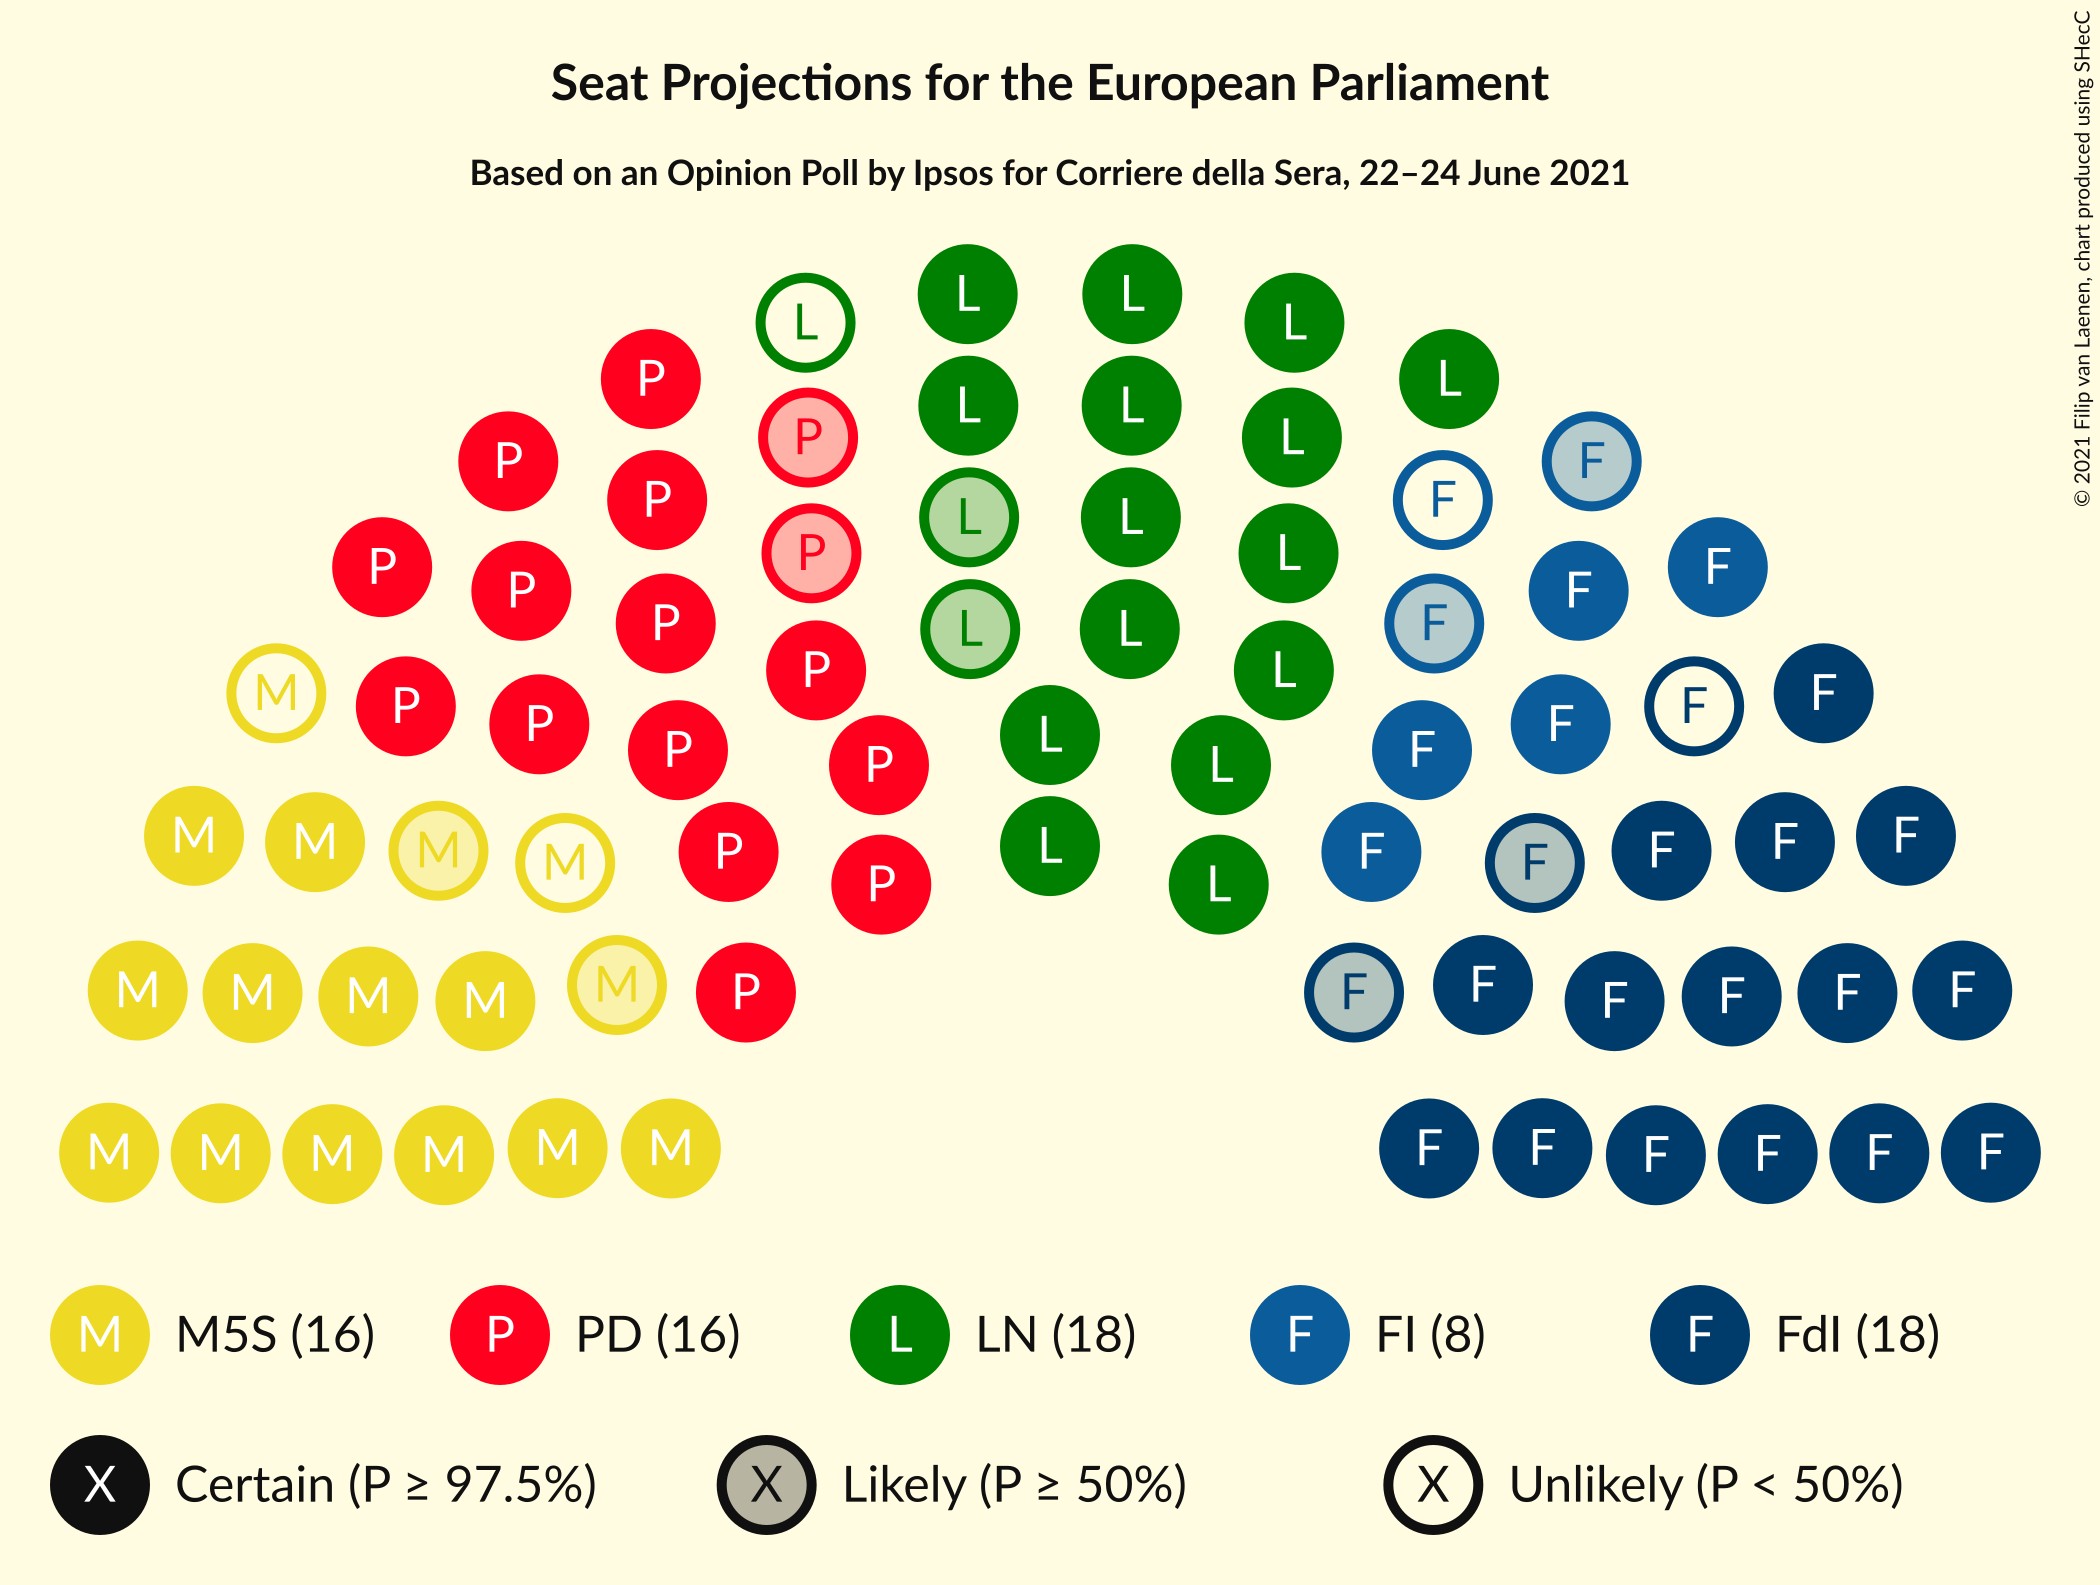 Seat Projections for the European Parliament
Based on an Opinion Poll by Ipsos for Corriere della Sera, 22–24 June 2021
© 2021 Filip van Laenen, chart produced using SHecC
L L L L
P L
P L L L
P F
P F
P L L
P F
P L L
P F F
P L L
P F
M P L F
P L
P P F F
P F
L
P L
M M F F
M P F F
M L F
P L
M F
P F
M M M M F F F F
M M M M M M F F F F F F
M M5S (16) P PD (16) L LN (18) F FI (8) F FdI (18)
X Certain (P ≥ 97.5%) X Likely (P ≥ 50%) X Unlikely (P < 50%)